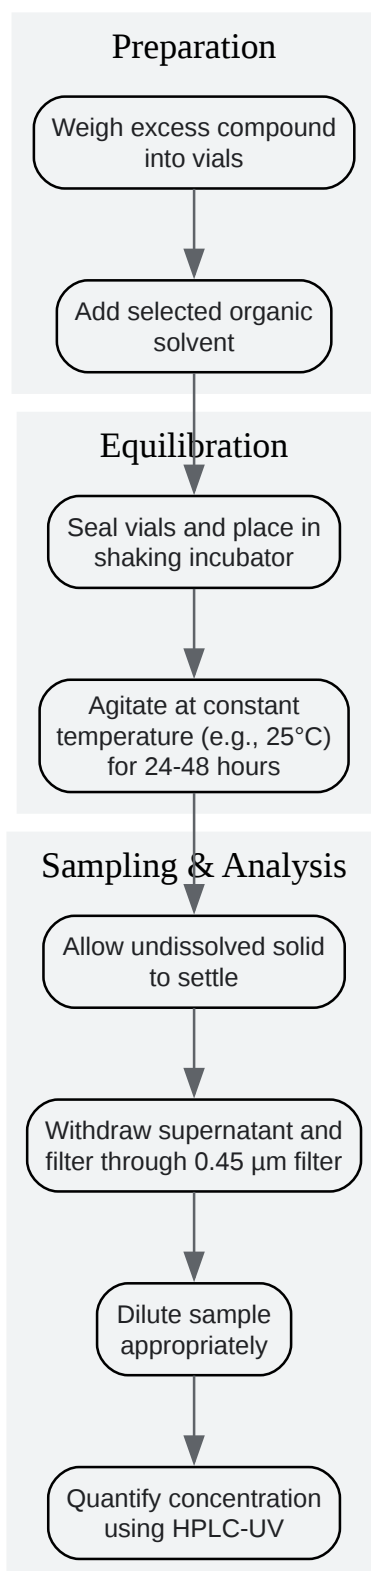 Preparation
Weigh excess compound
into vials
Add selected organic
solvent
Equilibration
Seal vials and place in
shaking incubator
Agitate at constant
temperature (e.g., 25°C)
for 24-48 hours
Sampling & Analysis
Allow undissolved solid
to settle
Withdraw supernatant and
filter through 0.45 µm filter
Dilute sample
appropriately
Quantify concentration
using HPLC-UV